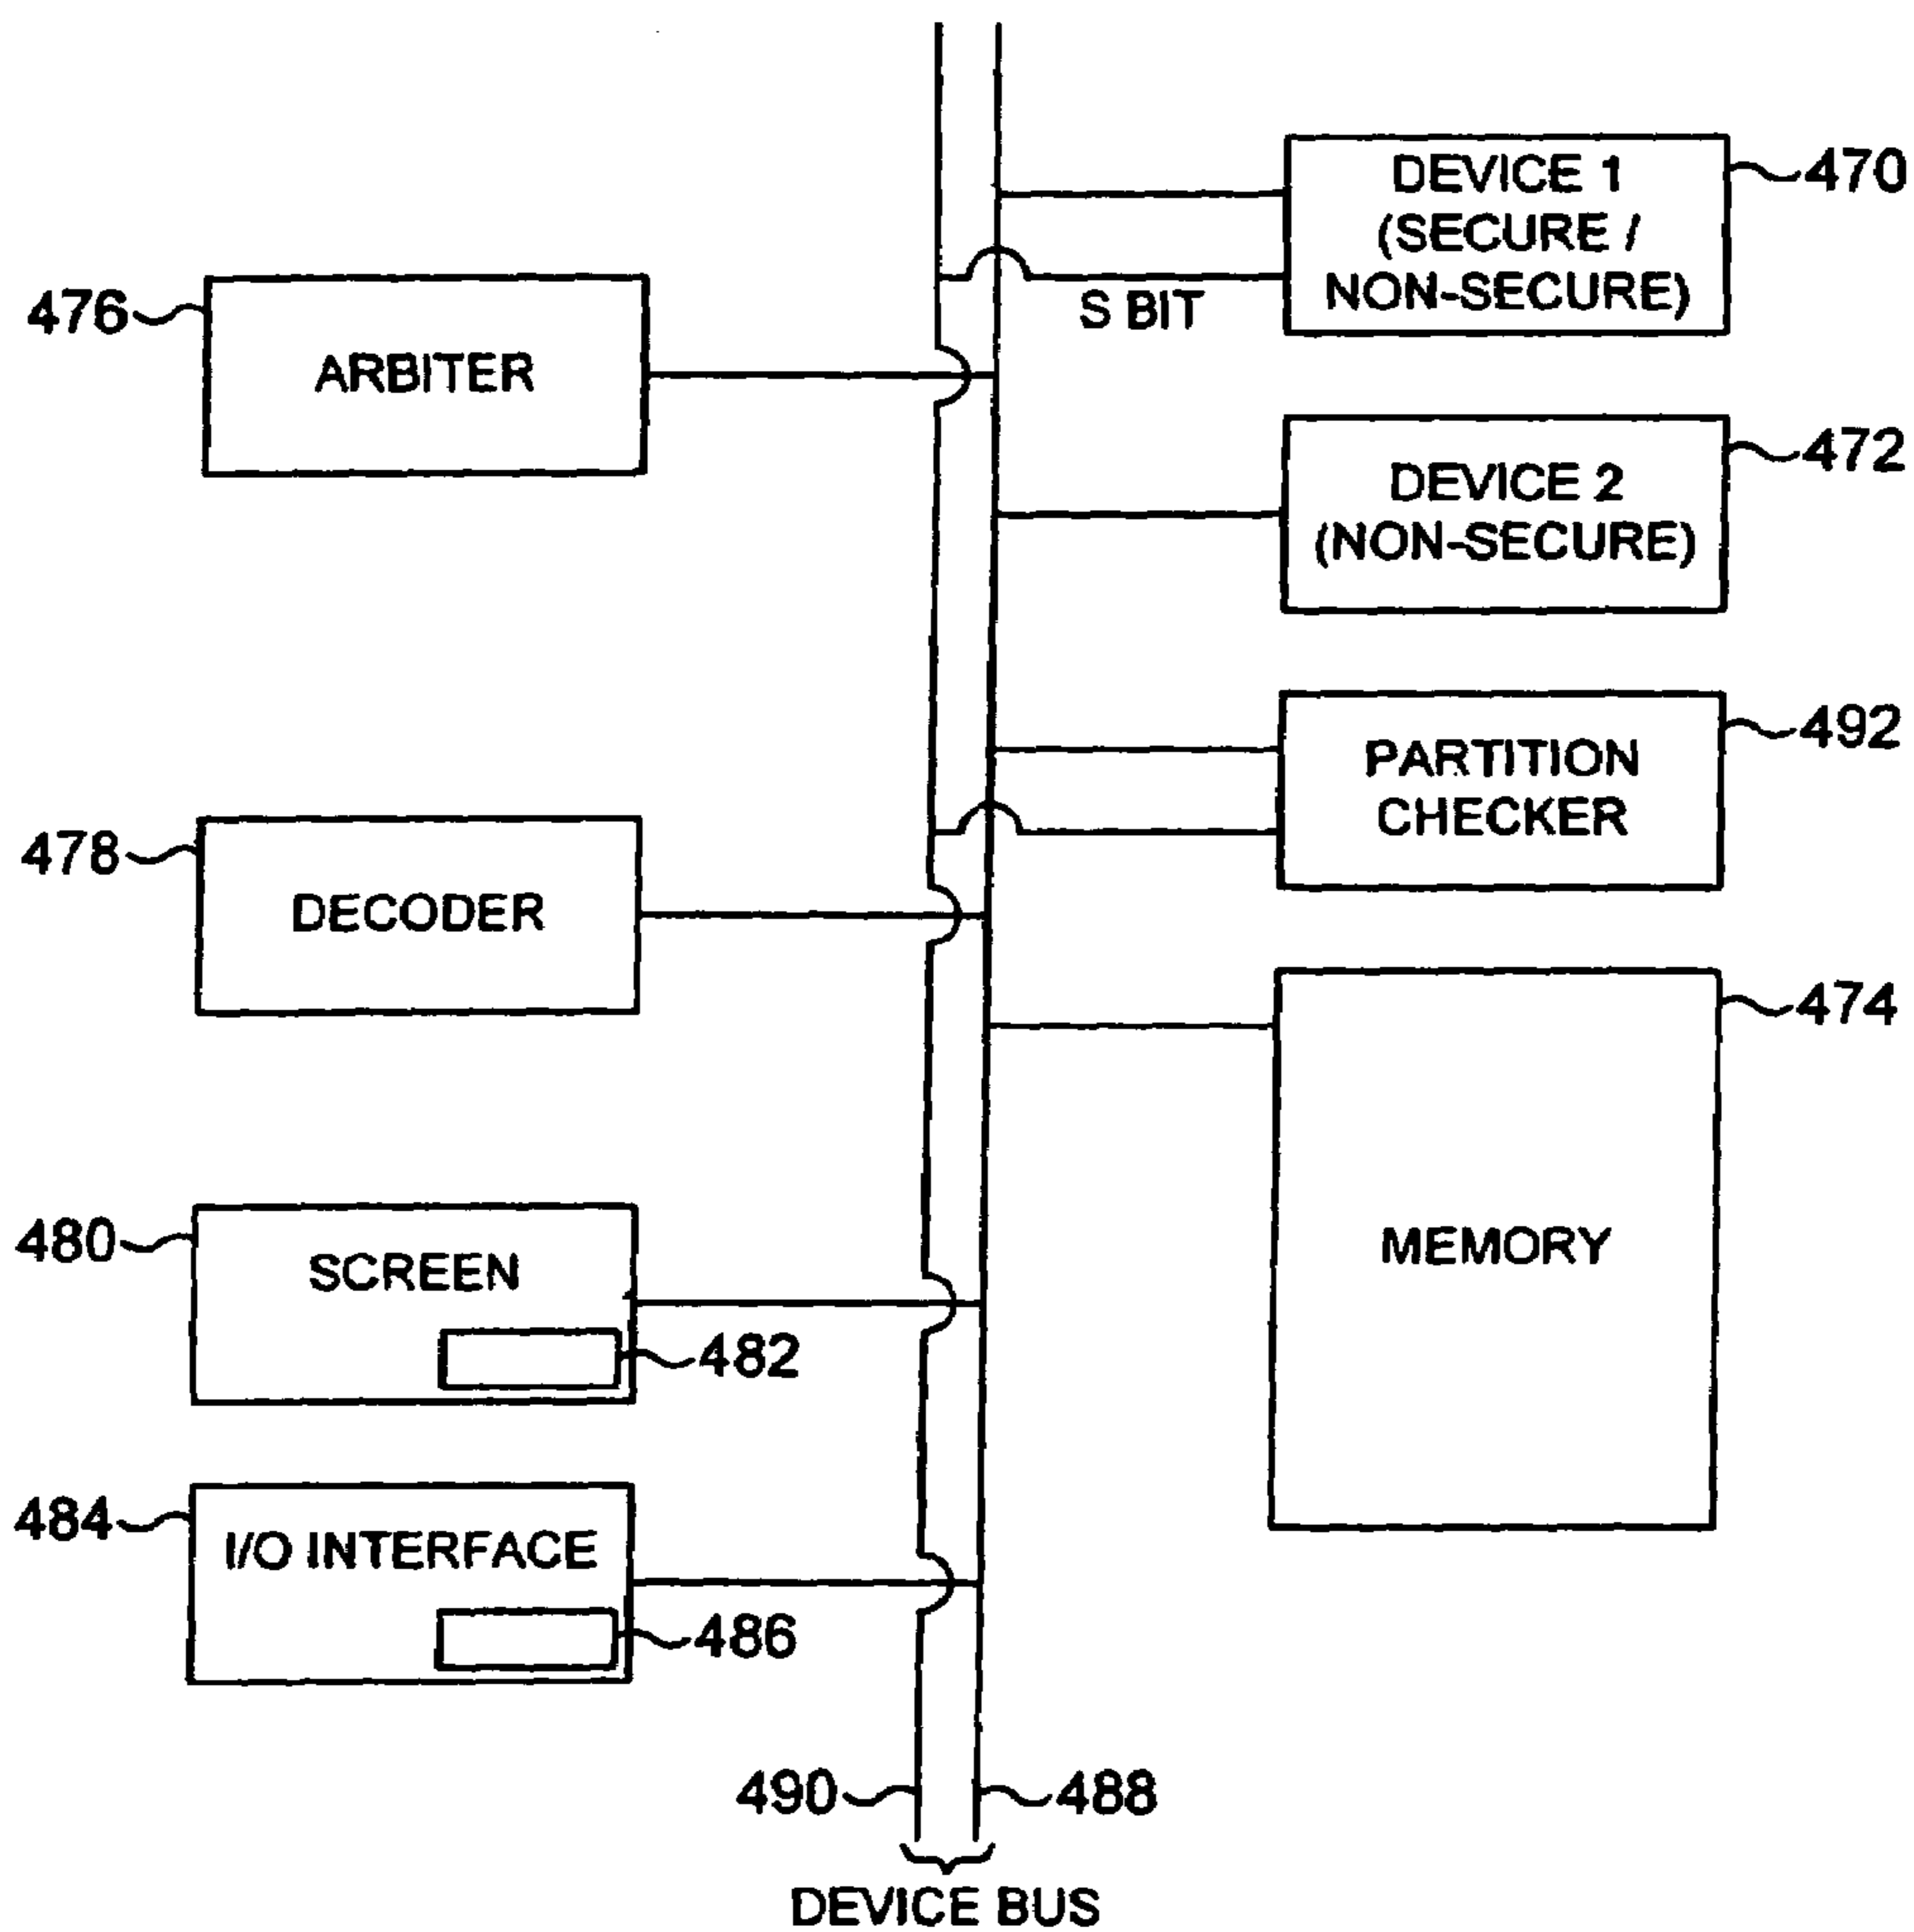 DEVICE 1
(SECURE /
NON-SECURE)
470
S BIT
476
ARBITER
DEVICE 2
(NON-SECURE)
472
PARTITION
CHECKER
492
478
DECODER
474
MEMORY
480
SCREEN
482
484
I/O INTERFACE
486
490
488
DEVICE BUS